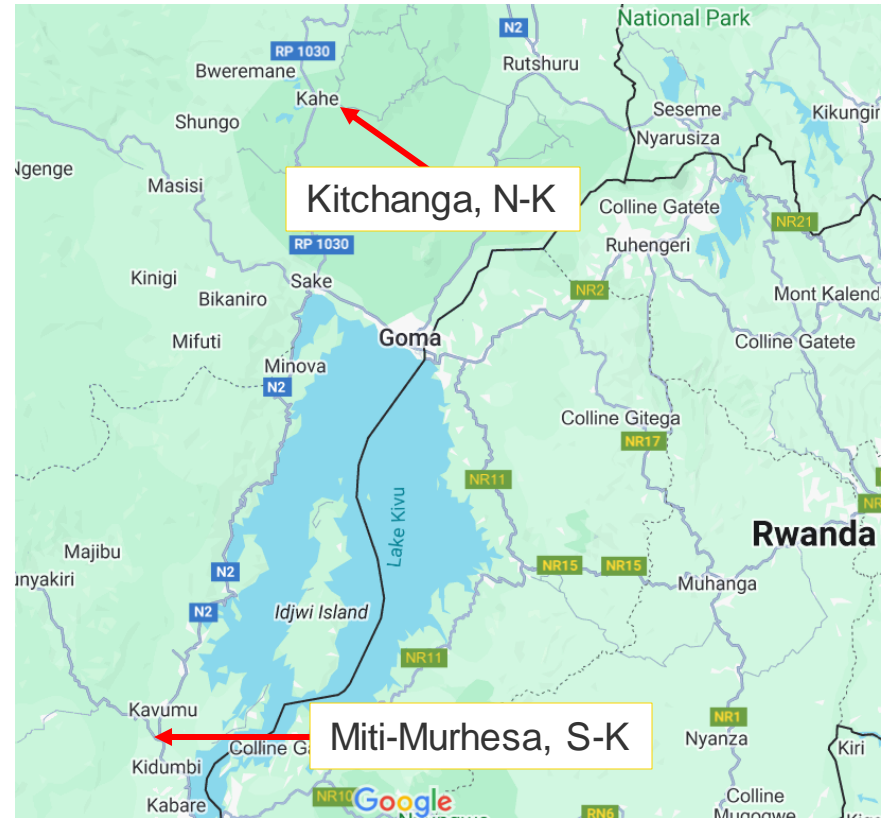 National Park
N2
RP 1030
Bweremane
Rutshuru
Kahe
Seseme
Kikungir
Shungo
Nyarusiza
Ngenge
Masisi
Kitchanga, N-K
Colline Gatete
NR21
RP 1030
Ruhengeri
Kinigi
Sake
NR2
Bikaniro
Mont Kalend
Mifuti
Goma
Colline Gatete
Minova
N2
Colline Gitega
NR17
NR11
Lake Kivu
Rwanda
Majibu
unyakiri
N2
NR15
NR15
Muhanga
N2
Idjwi Island
NR11
Kavumu
NR1
Miti-Murhesa, S-K
Colline Ga
Nyanza
Kiri
Kidumbi
Kabare
NR10
Google
RN6
Colline
Mugogwe